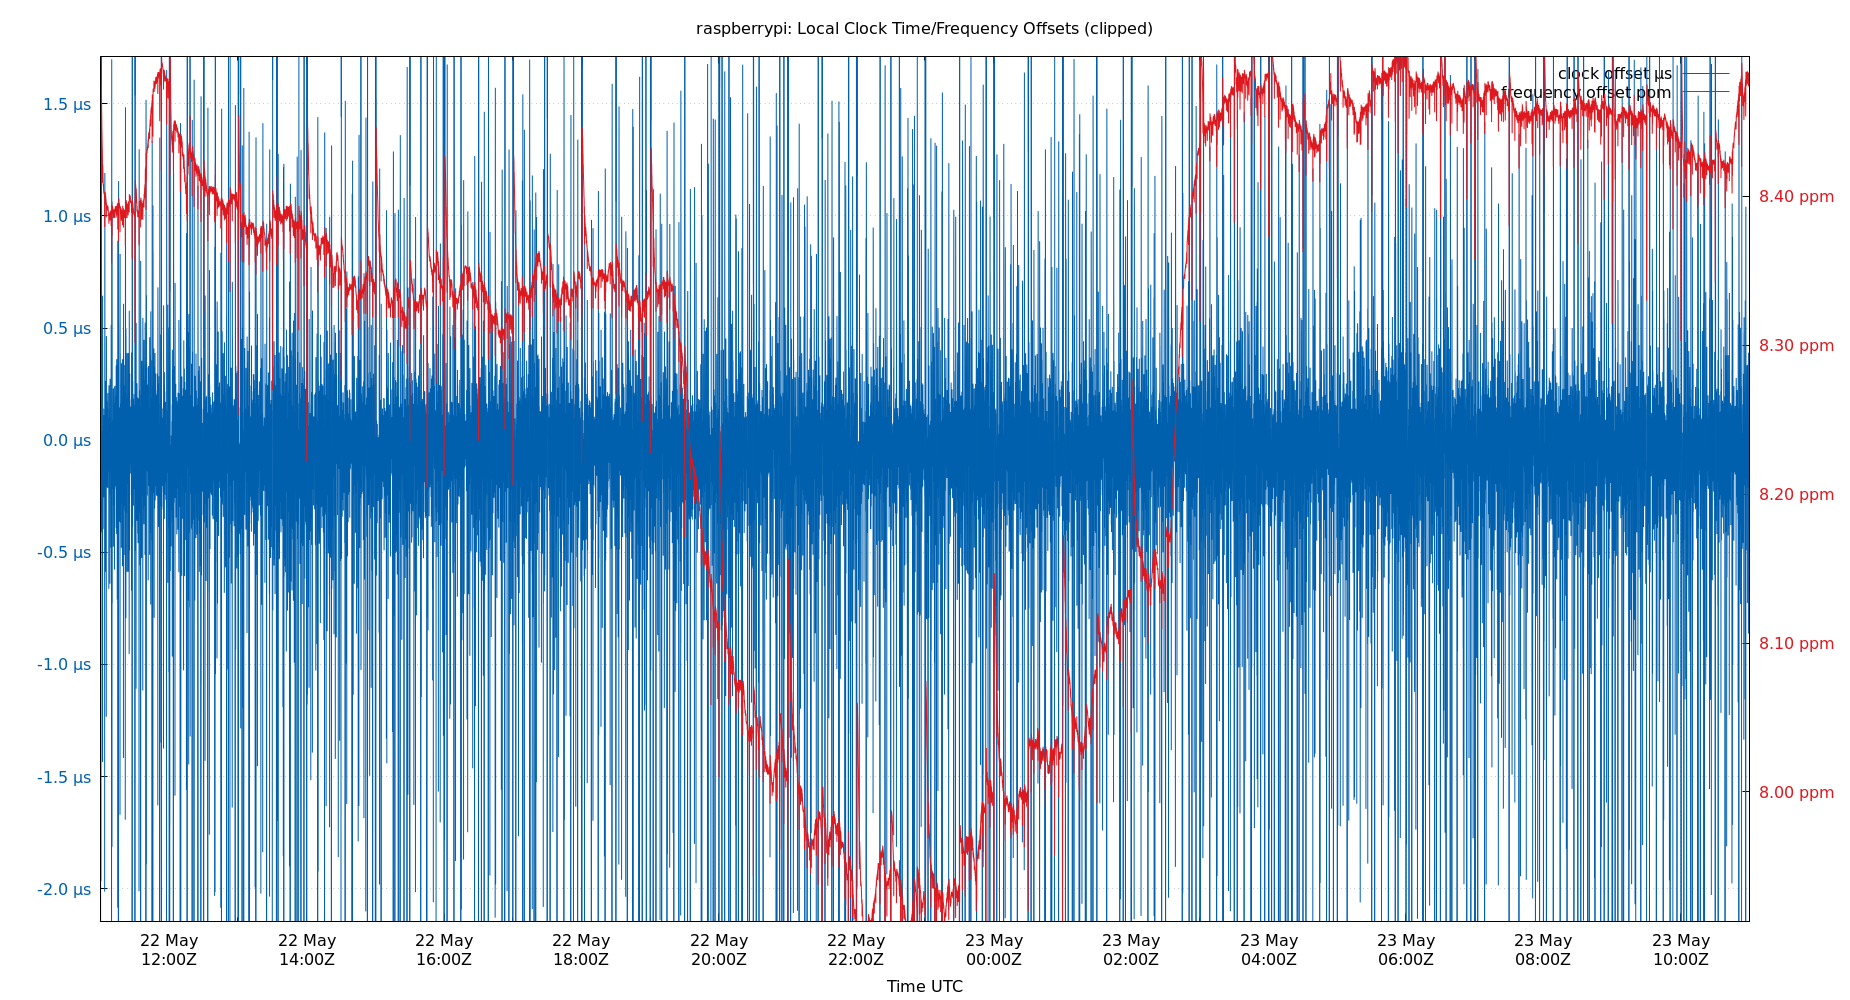 raspberrypi: Local Clock Time/Frequency Offsets (clipped)
clock offset µs
frequency offset ppm
1.5 µs
1.0 µs
0.5 µs
0.0 µs
-0.5 µs
-1.0 µs
-1.5 µs
-2.0 µs
8.40 ppm
8.30 ppm
8.20 ppm
8.10 ppm
8.00 ppm
22 May
12:00Z
22 May
14:00Z
22 May
16:00Z
22 May
18:00Z
22 May
20:00Z
22 May
22:00Z
23 May
00:00Z
23 May
02:00Z
23 May
04:00Z
23 May
06:00Z
23 May
08:00Z
23 May
10:00Z
Time UTC